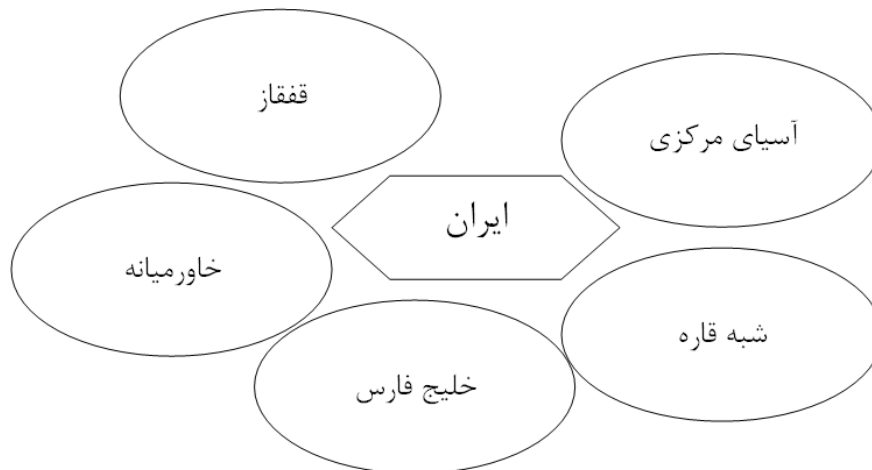 قفقاز
آسیای مرکزی
ایران
خاورمیانه
شبه قاره
خلیج فارس